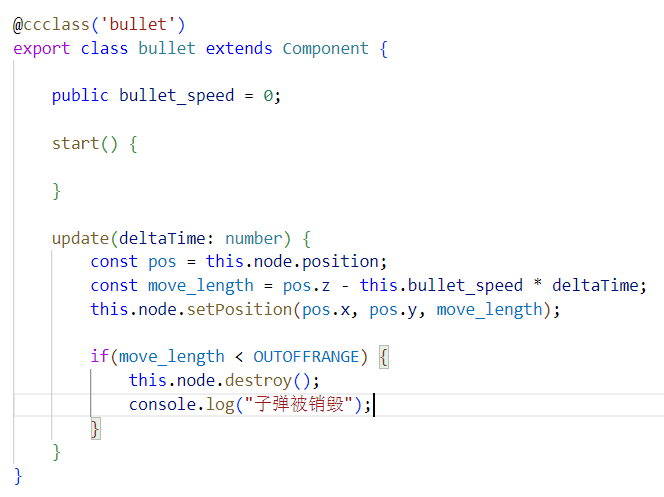 @ccclass('bullet')
export class bullet extends Component {
public bullet_speed = 0;
start() {
}
update(deltaTime: number) {
const pos = this.node.position;
const move_length = pos.z - this.bullet_speed * deltaTime;
this.node.setPosition(pos.x, pos.y, move_length);
if(move_length < OUTOFFRANGE) {
this.node.destroy();
console.log("子弹被销毁");
}
}
}